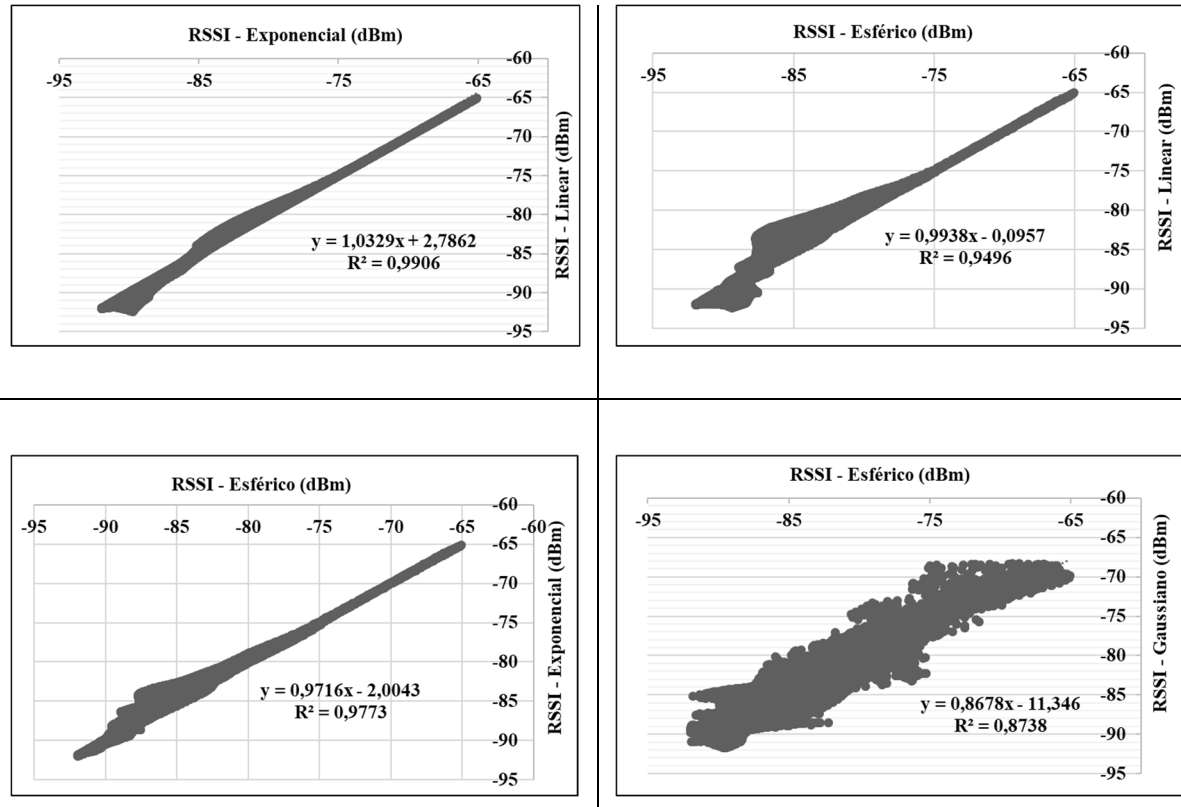 RSSI - Exponencial (dBm)
-95 -85 -75 -65
-60
-65
-70
-75
-80
-85
-90
-95
RSSI - Linear (dBm)
y = 1,0329x + 2,7862
R² = 0,9906
RSSI - Esférico (dBm)
-95 -85 -75 -65
-60
-65
-70
-75
-80
-85
-90
-95
RSSI - Linear (dBm)
y = 0,9938x - 0,0957
R² = 0,9496
RSSI - Esférico (dBm)
-95 -90 -85 -80 -75 -70 -65 -60
-60
-65
-70
-75
-80
-85
-90
-95
RSSI - Exponencial (dBm)
y = 0,9716x - 2,0043
R² = 0,9773
RSSI - Esférico (dBm)
-95 -85 -75 -65
-60
-65
-70
-75
-80
-85
-90
-95
RSSI - Gaussiano (dBm)
y = 0,8678x - 11,346
R² = 0,8738